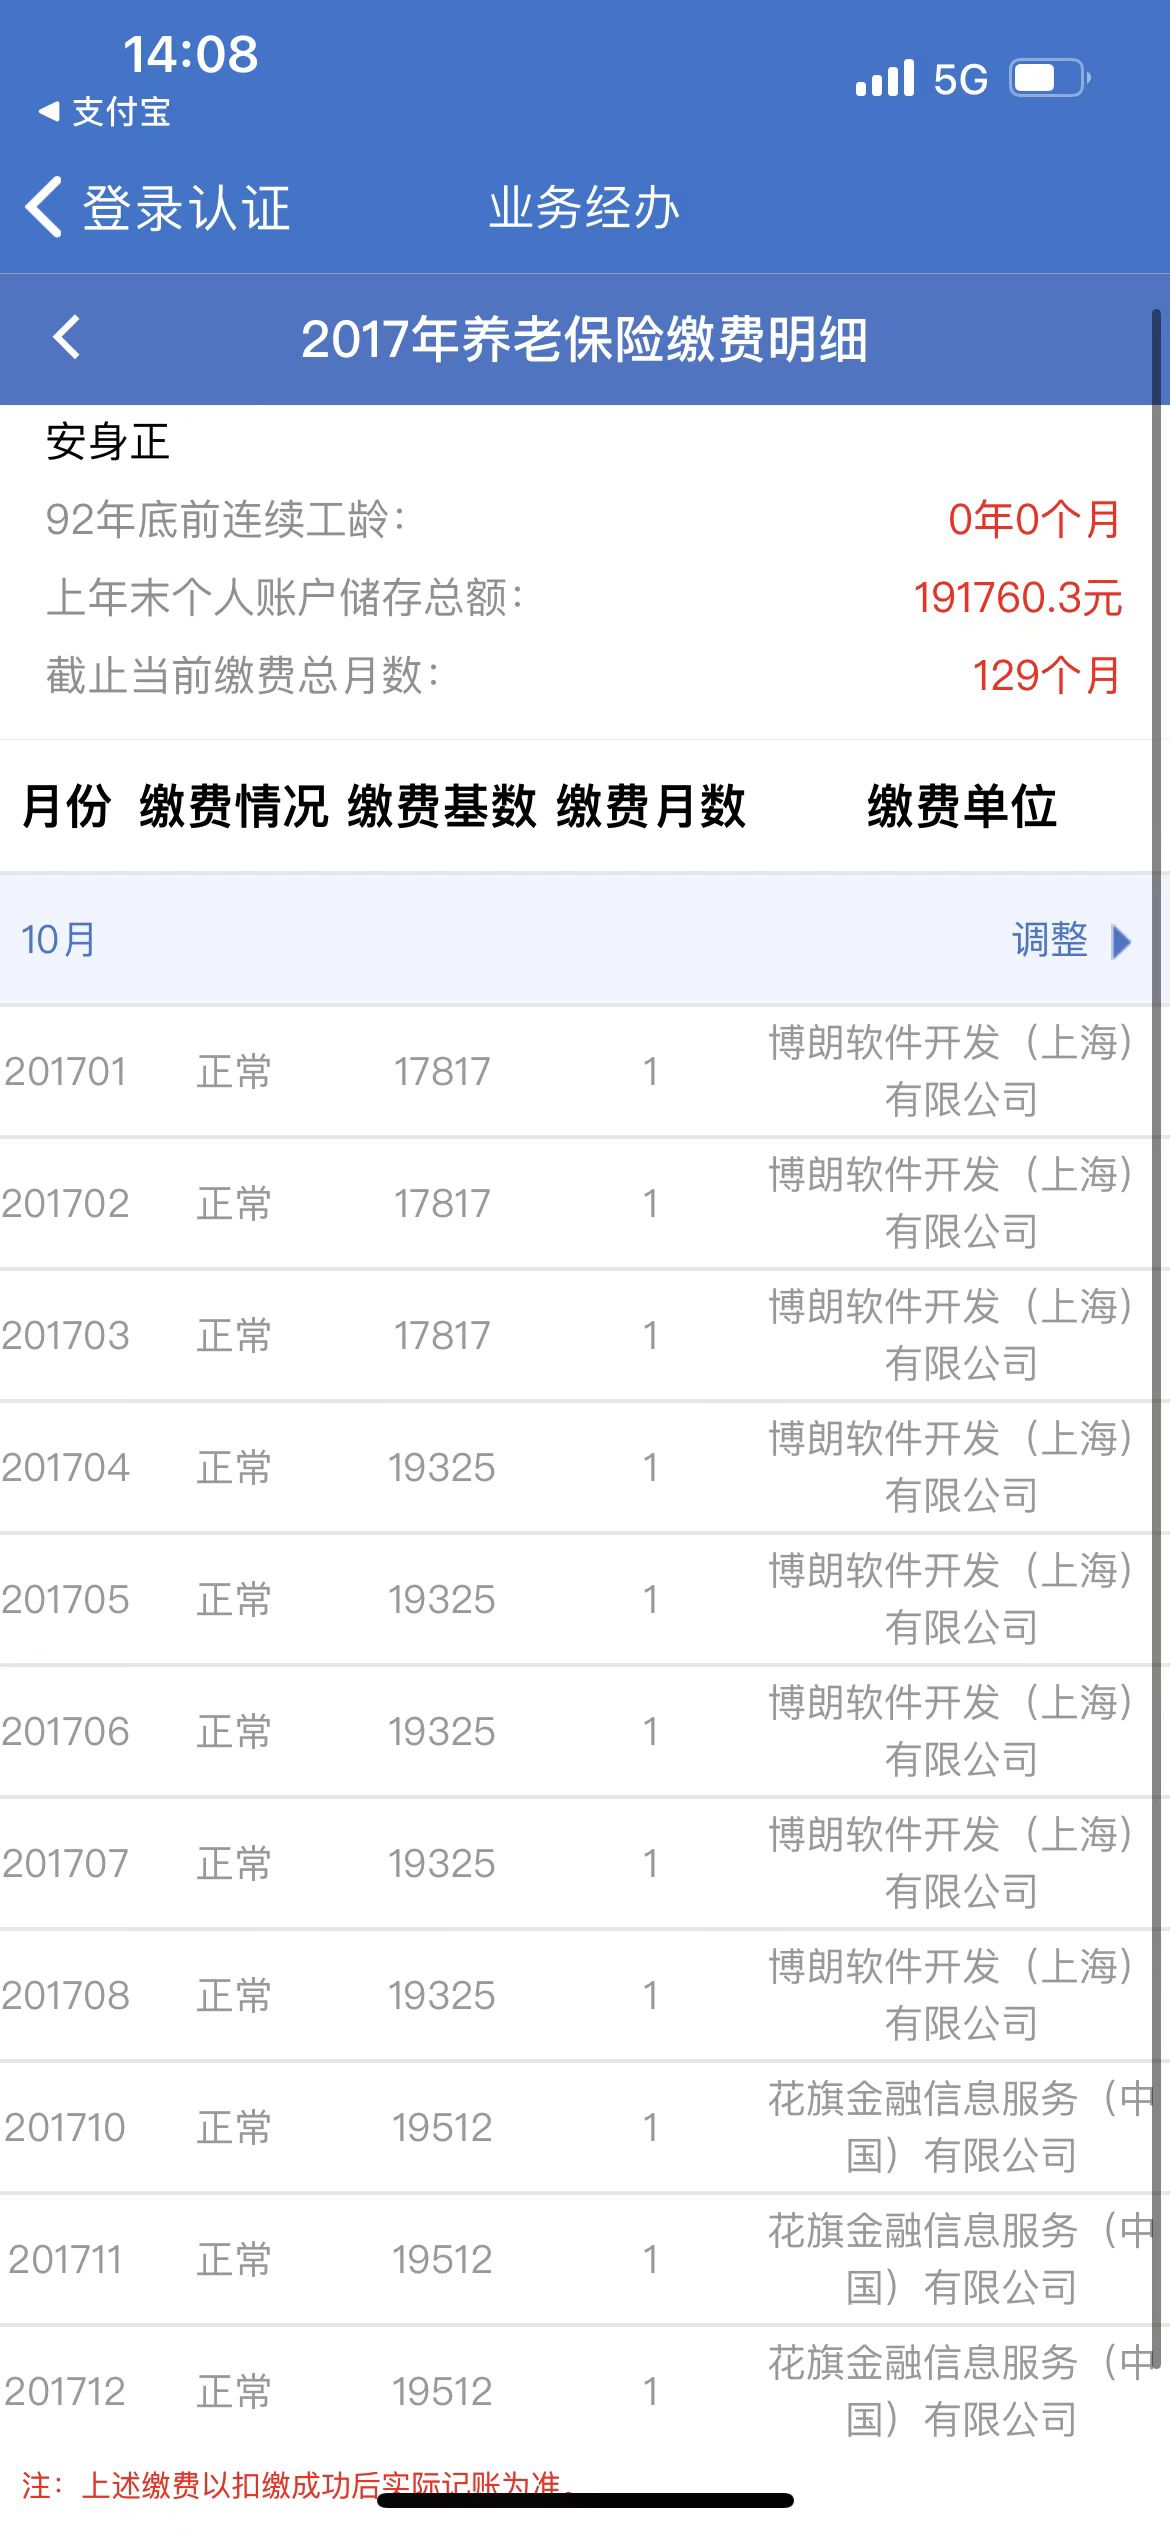 14:08
5G
◀ 支付宝
登录认证 业务经办
2017年养老保险缴费明细
安身正
92年底前连续工龄： 0年0个月
上年末个人账户储存总额： 191760.3元
截止当前缴费总月数： 129个月
月份 缴费情况 缴费基数 缴费月数 缴费单位
10月 调整
201701 正常 17817 1 博朗软件开发（上海）
有限公司
201702 正常 17817 1 博朗软件开发（上海）
有限公司
201703 正常 17817 1 博朗软件开发（上海）
有限公司
201704 正常 19325 1 博朗软件开发（上海）
有限公司
201705 正常 19325 1 博朗软件开发（上海）
有限公司
201706 正常 19325 1 博朗软件开发（上海）
有限公司
201707 正常 19325 1 博朗软件开发（上海）
有限公司
201708 正常 19325 1 博朗软件开发（上海）
有限公司
201710 正常 19512 1 花旗金融信息服务（中
国）有限公司
201711 正常 19512 1 花旗金融信息服务（中
国）有限公司
201712 正常 19512 1 花旗金融信息服务（中
国）有限公司
注：上述缴费以扣缴成功后实际记账为准。